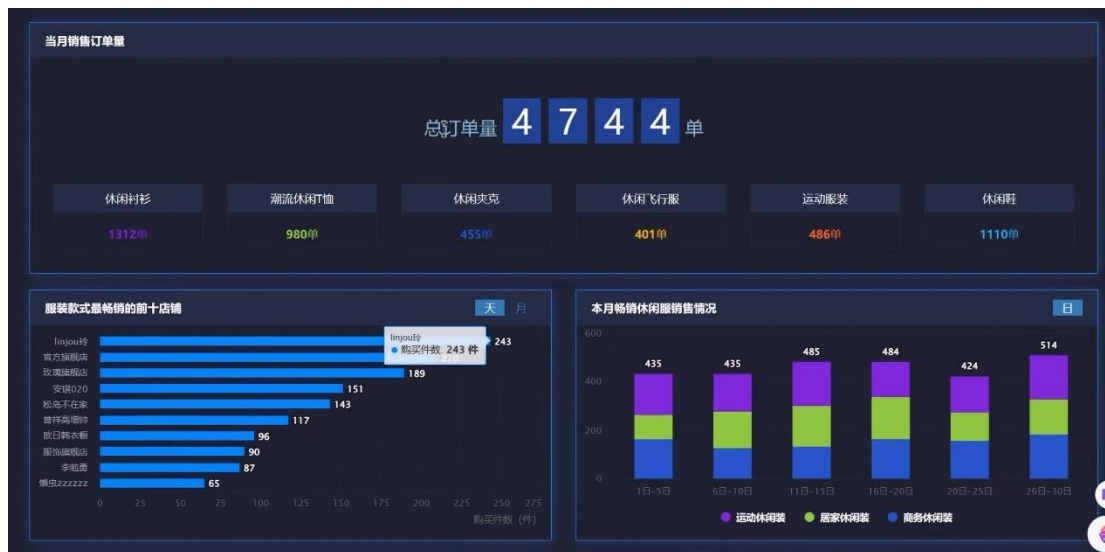 当月销售订单量
总订单量 4 7 4 4 单
休闲衬衫 潮流休闲T恤 休闲夹克 休闲飞行服 运动服装 休闲鞋
1312单 980单 455单 401单 486单 1110单
服装款式最畅销的前十店铺 天 月
linjou玲 243
linjou玲
购买件数: 243 件
官方旗舰店 210
玫瑰旗舰店 189
安琪020 151
松岛不在家 143
曾祥高增帅 117
欧日韩衣橱 96
服饰旗舰店 90
87
懒虫zzzzzz 65
0 25 50 75 100 125 150 175 200 225 250 275
购买件数（件）
本月畅销休闲服销售情况 日
600
400
200
0
435 435 485 484 424 514
1日-5日 6日-10日 11日-15日 16日-20日 20日-25日 26日-30日
运动休闲装 居家休闲装 商务休闲装